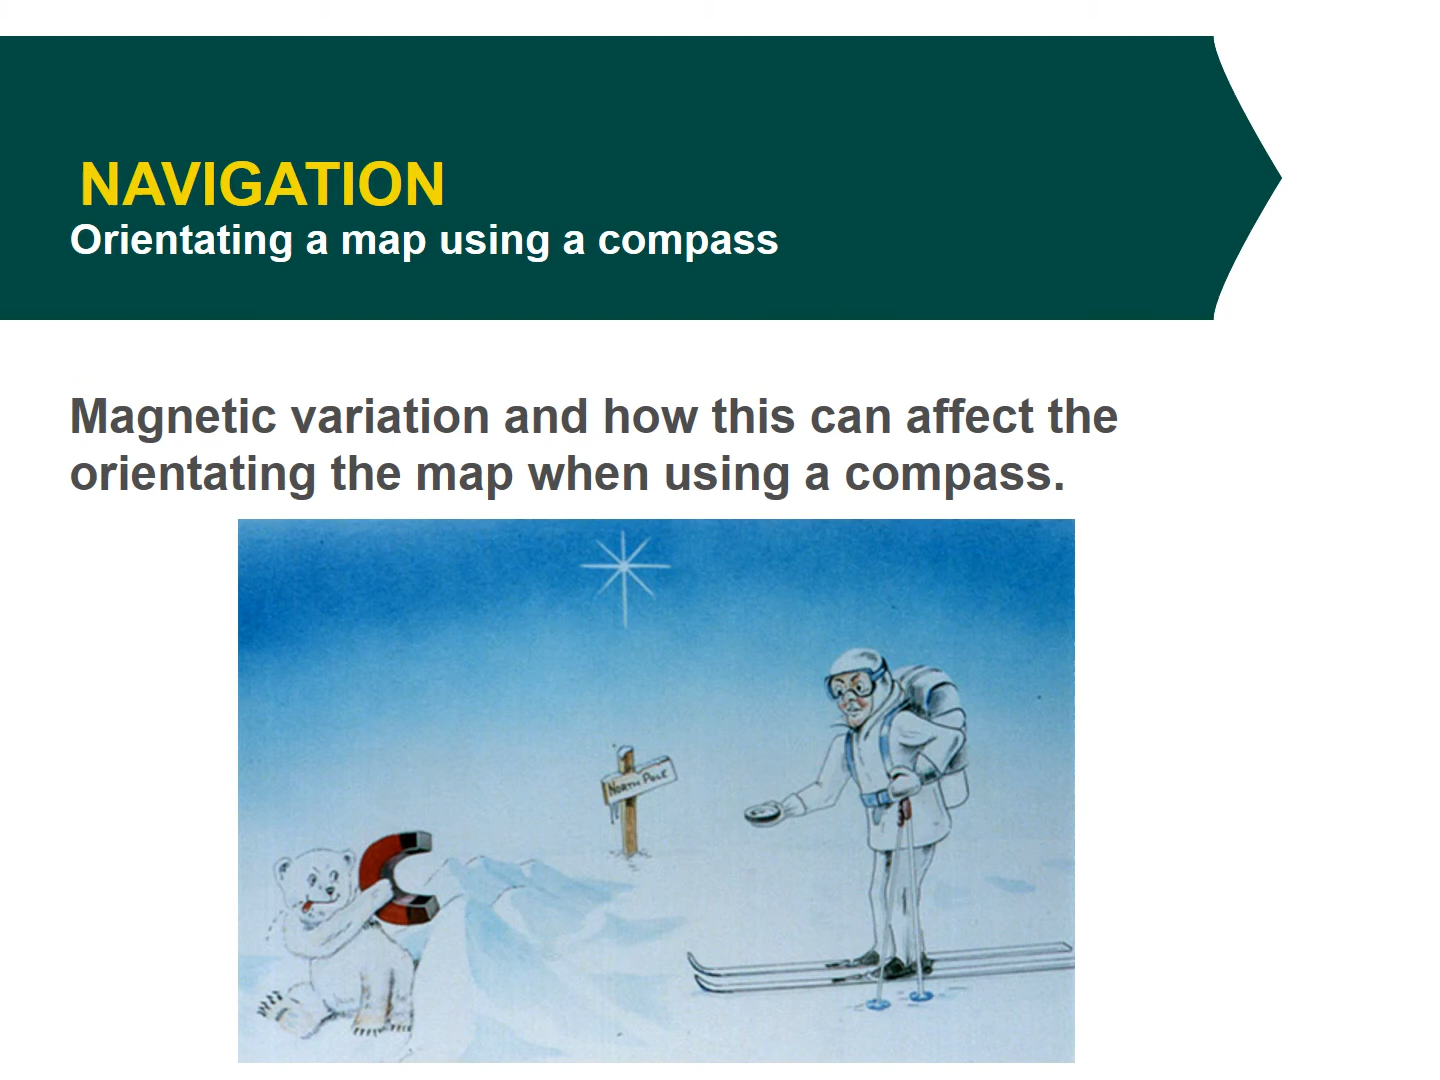 NAVIGATION
Orientating a map using a compass
Magnetic variation and how this can affect the
orientating the map when using a compass.
North Pole